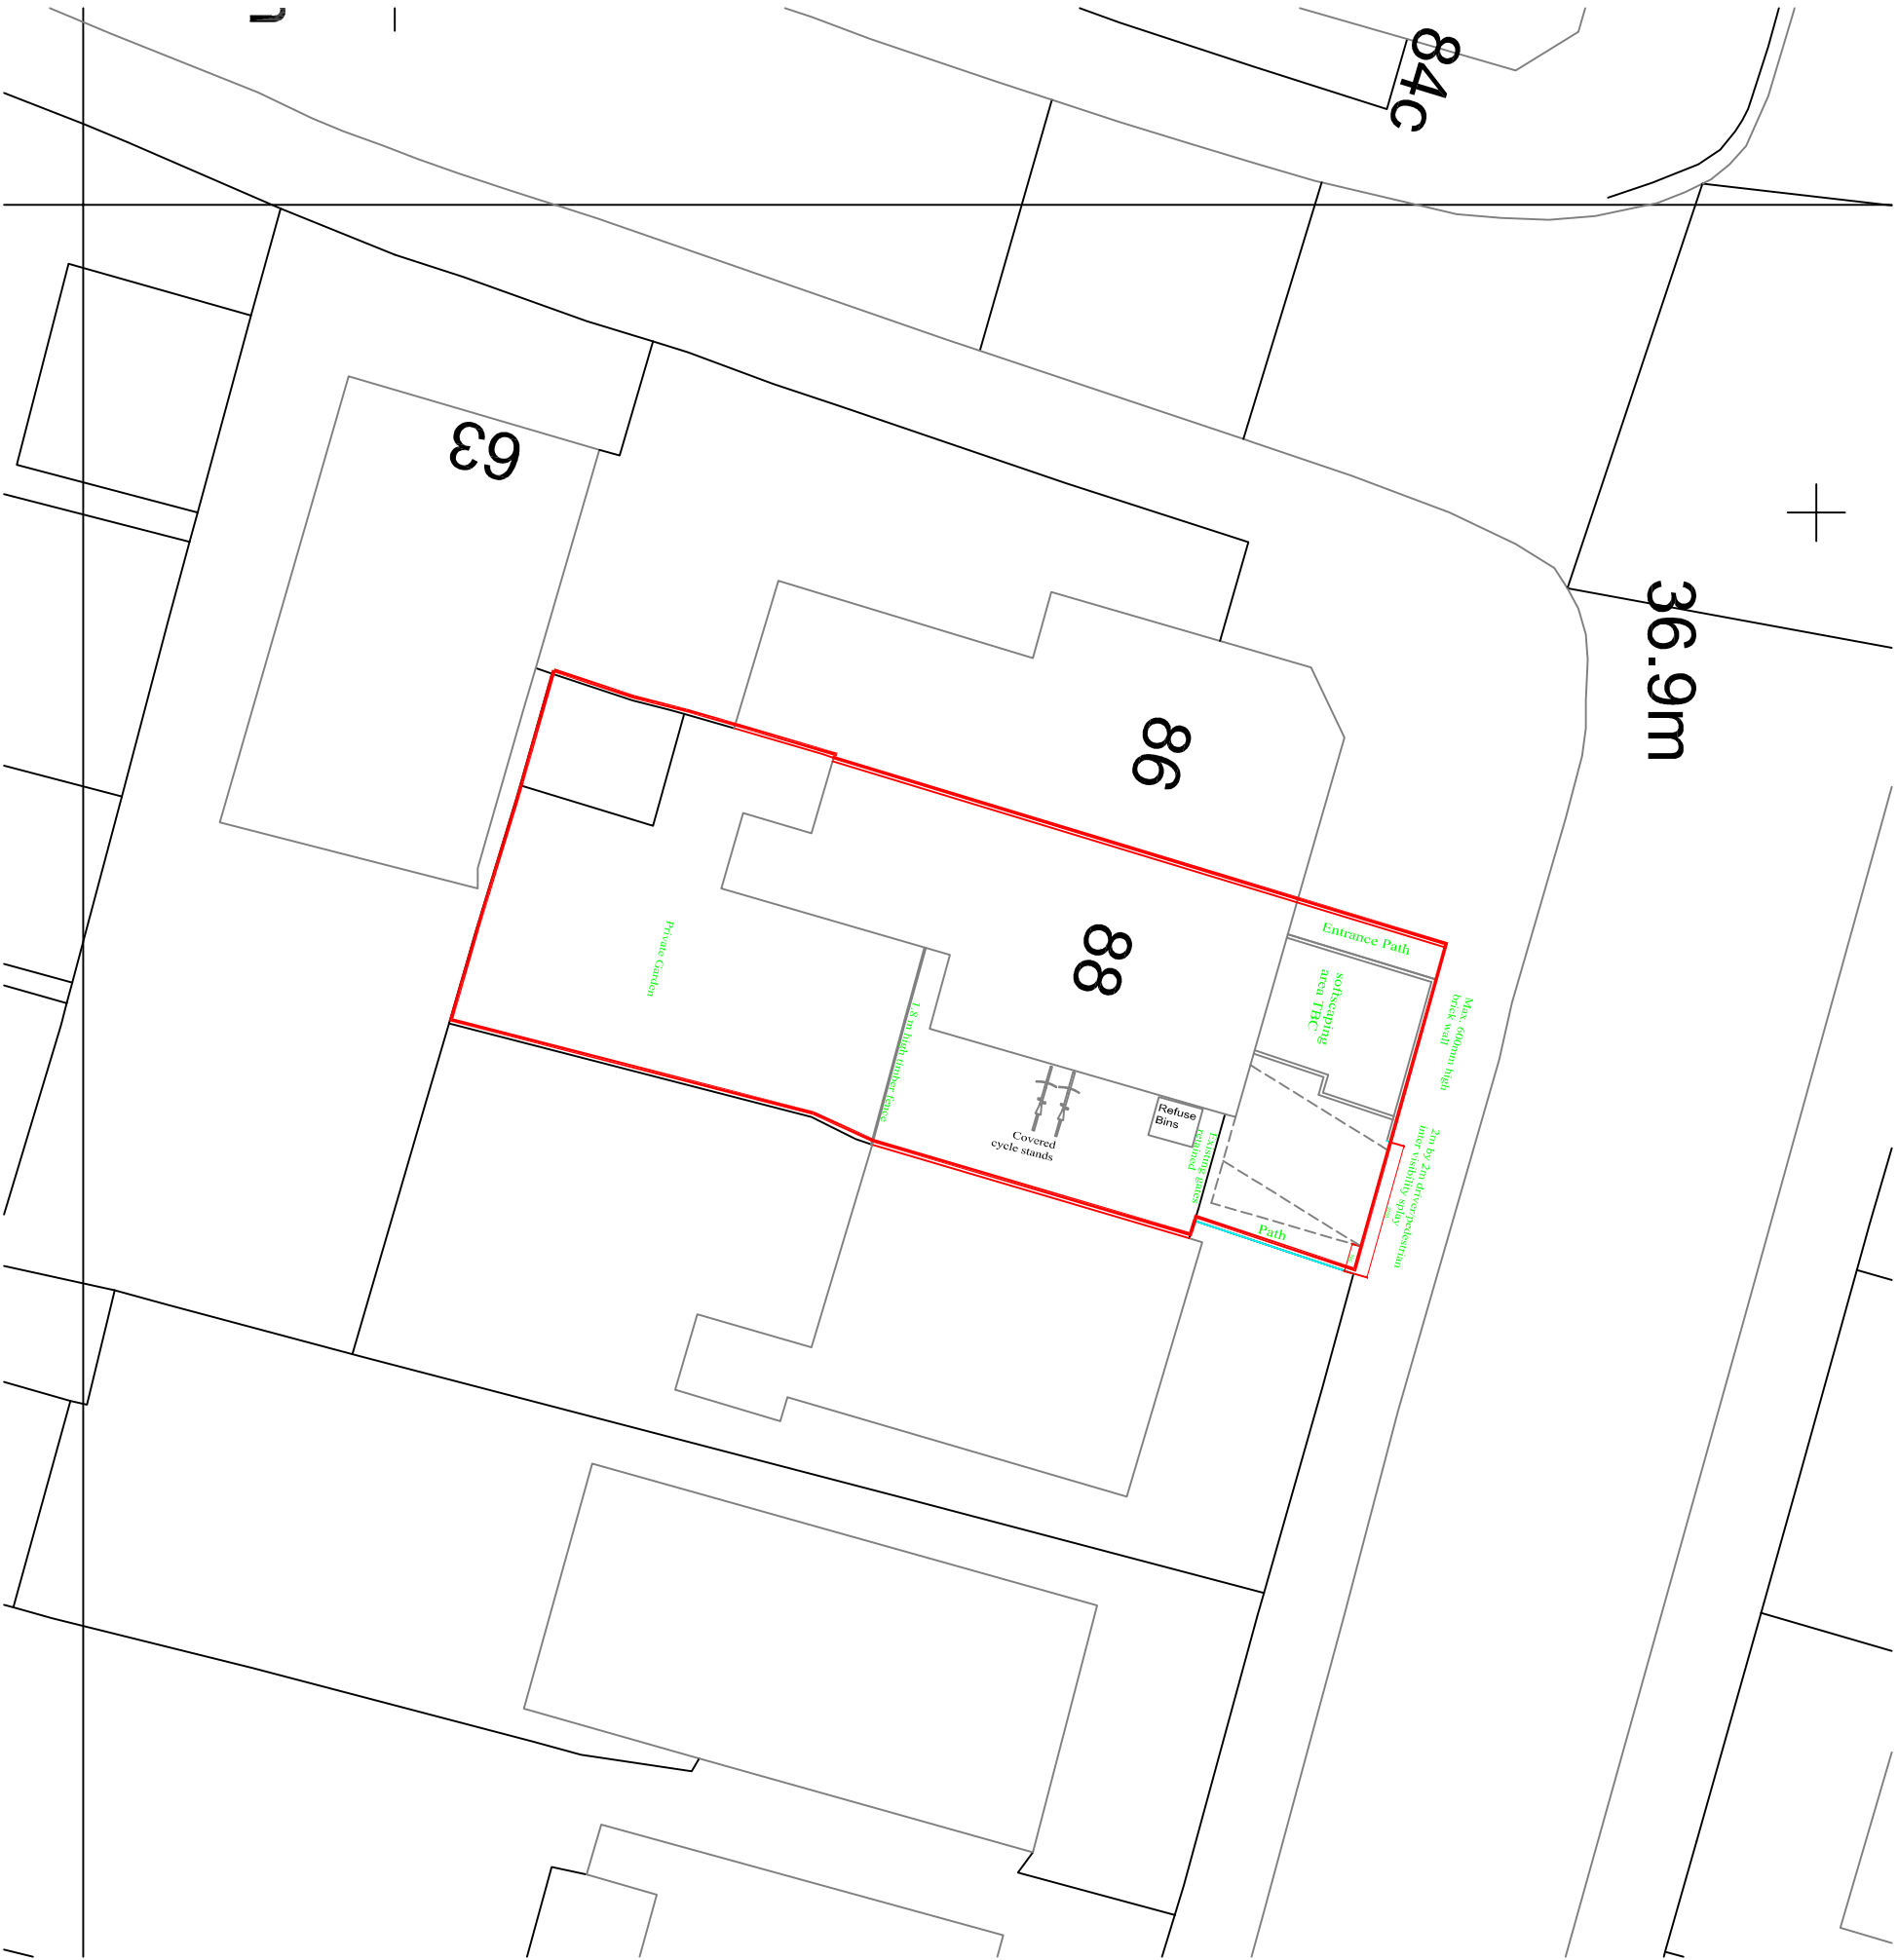 84c
63
36.9m
86
88
Entrance Path
softscaping
area TBC
Max. 600mm high
brick wall
Private Garden
1.8 m high timber fence
Covered
cycle stands
Refuse
Bins
Existing gates
retained
Path
2m by 2m driver/pedestrian
inter visibility splay